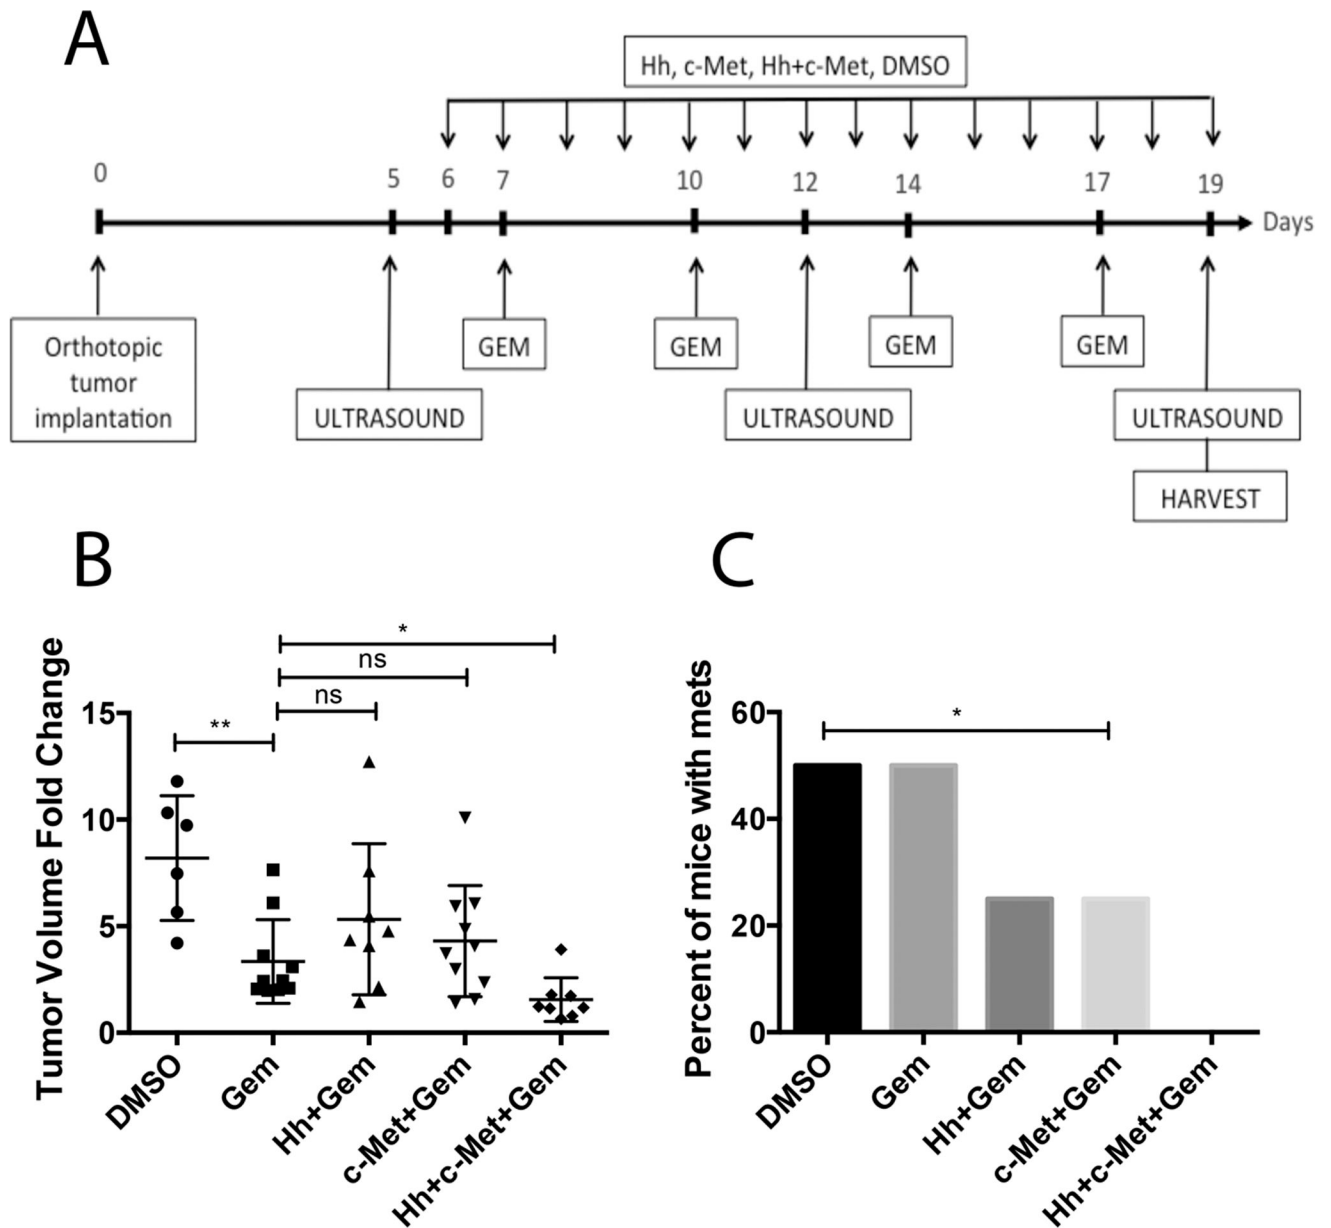 A
Hh, c-Met, Hh+c-Met, DMSO
0
5
6
7
10
12
14
17
19
Days
Orthotopic
tumor
implantation
ULTRASOUND
GEM
GEM
ULTRASOUND
GEM
GEM
ULTRASOUND
HARVEST
B
Tumor Volume Fold Change
15
10
5
0
**
ns
ns
*
DMSO
Gem
Hh+Gem
c-Met+Gem
Hh+c-Met+Gem
C
Percent of mice with mets
60
40
20
0
*
DMSO
Gem
Hh+Gem
c-Met+Gem
Hh+c-Met+Gem